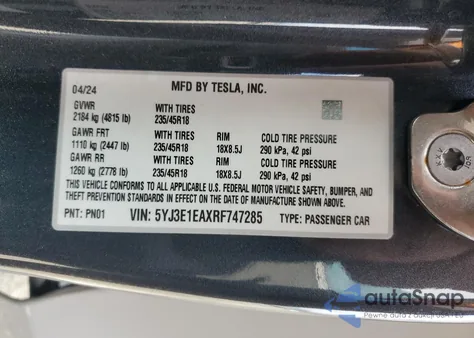 04/24
MFD BY TESLA, INC.
GVWR
WITH TIRES
2184 kg (4815 lb)
235/45R18
GAWR FRT
WITH TIRES
RIM
COLD TIRE PRESSURE
1110 kg (2447 lb)
235/45R18
18X8.5J
290 kPa, 42 psi
GAWR RR
WITH TIRES
RIM
COLD TIRE PRESSURE
1260 kg (2778 lb)
235/45R18
18X8.5J
290 kPa, 42 psi
THIS VEHICLE CONFORMS TO ALL APPLICABLE U.S. FEDERAL MOTOR VEHICLE SAFETY, BUMPER, AND
THEFT PREVENTION STANDARDS IN EFFECT ON THE DATE OF MANUFACTURE SHOWN ABOVE.
PNT: PN01
VIN: 5YJ3E1EAXRF747285
TYPE: PASSENGER CAR
autoSnap
Pewne auta z aukcji